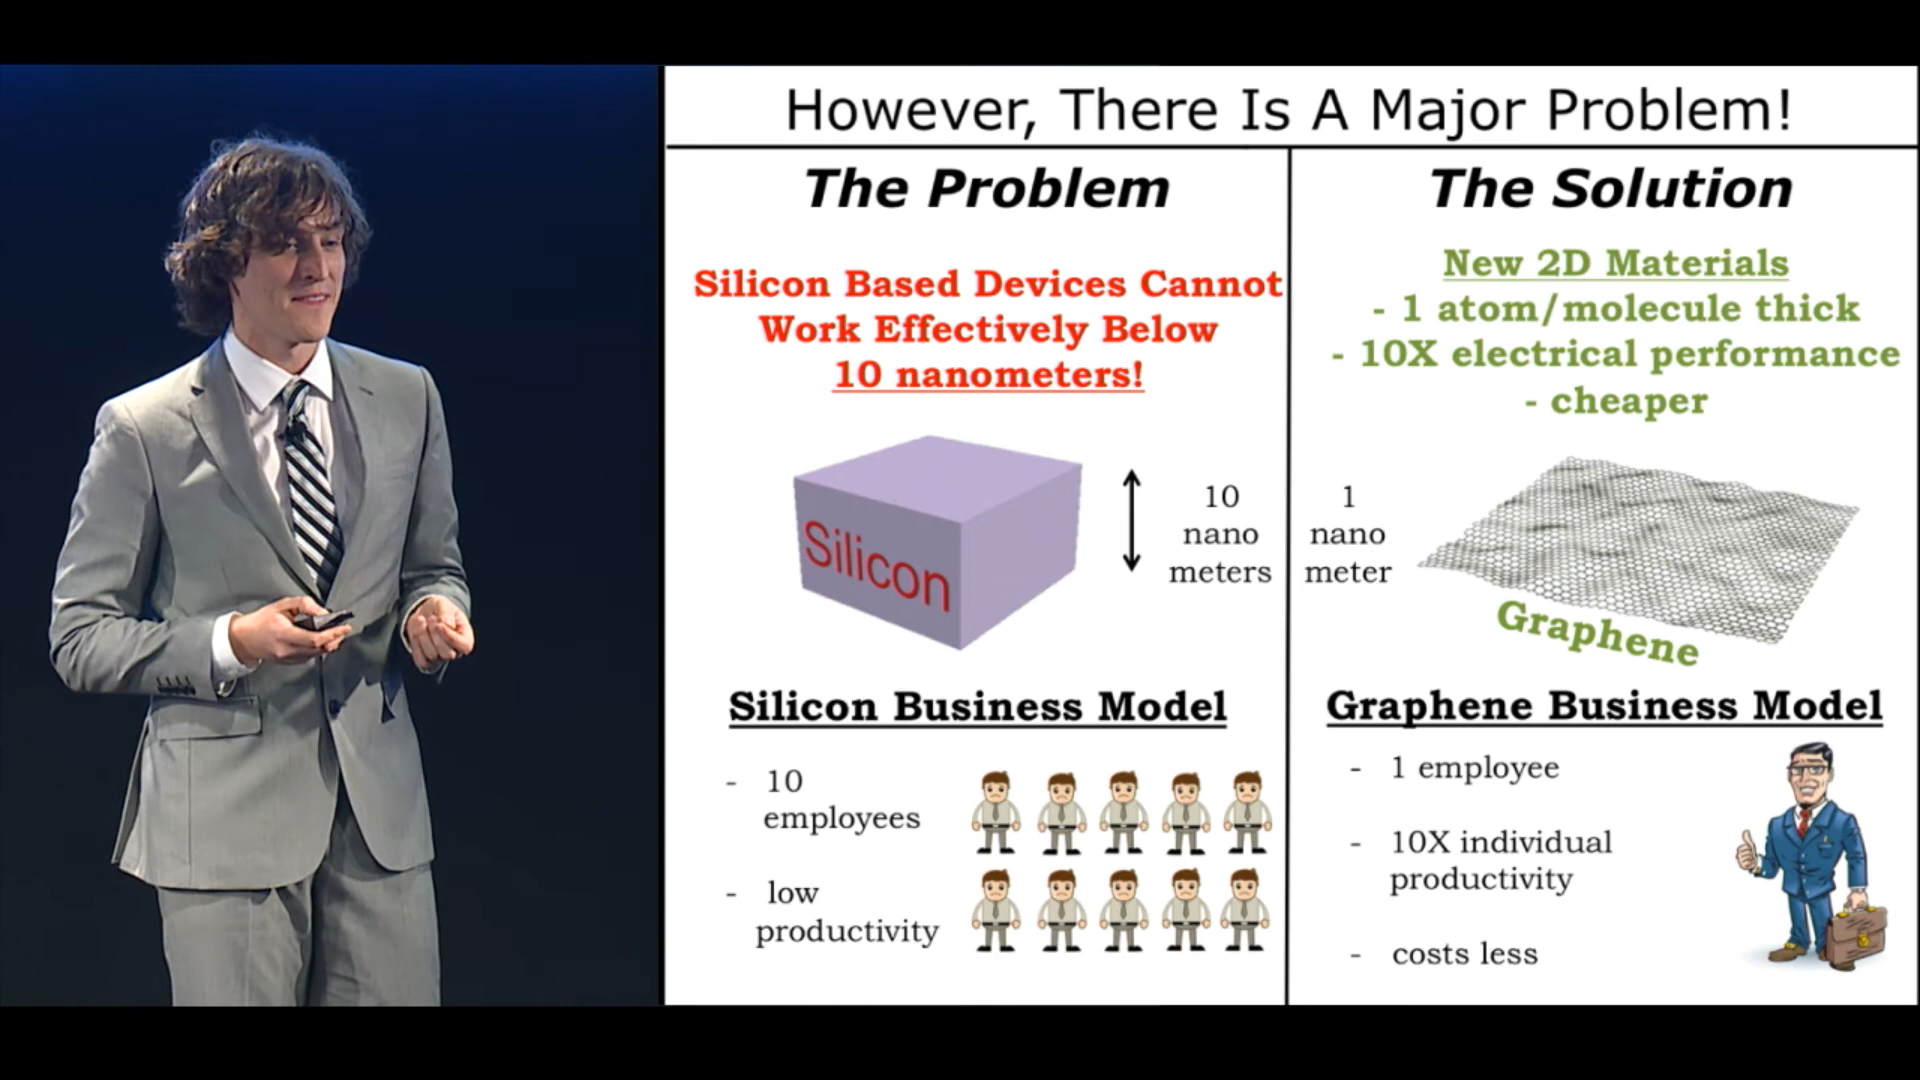 However, There Is A Major Problem!
The Problem
Silicon Based Devices Cannot
Work Effectively Below
10 nanometers!
Silicon
10
nano
meters
Silicon Business Model
- 10
employees
- low
productivity
The Solution
New 2D Materials
- 1 atom/molecule thick
- 10X electrical performance
- cheaper
1
nano
meter
Graphene
Graphene Business Model
- 1 employee
- 10X individual
productivity
- costs less